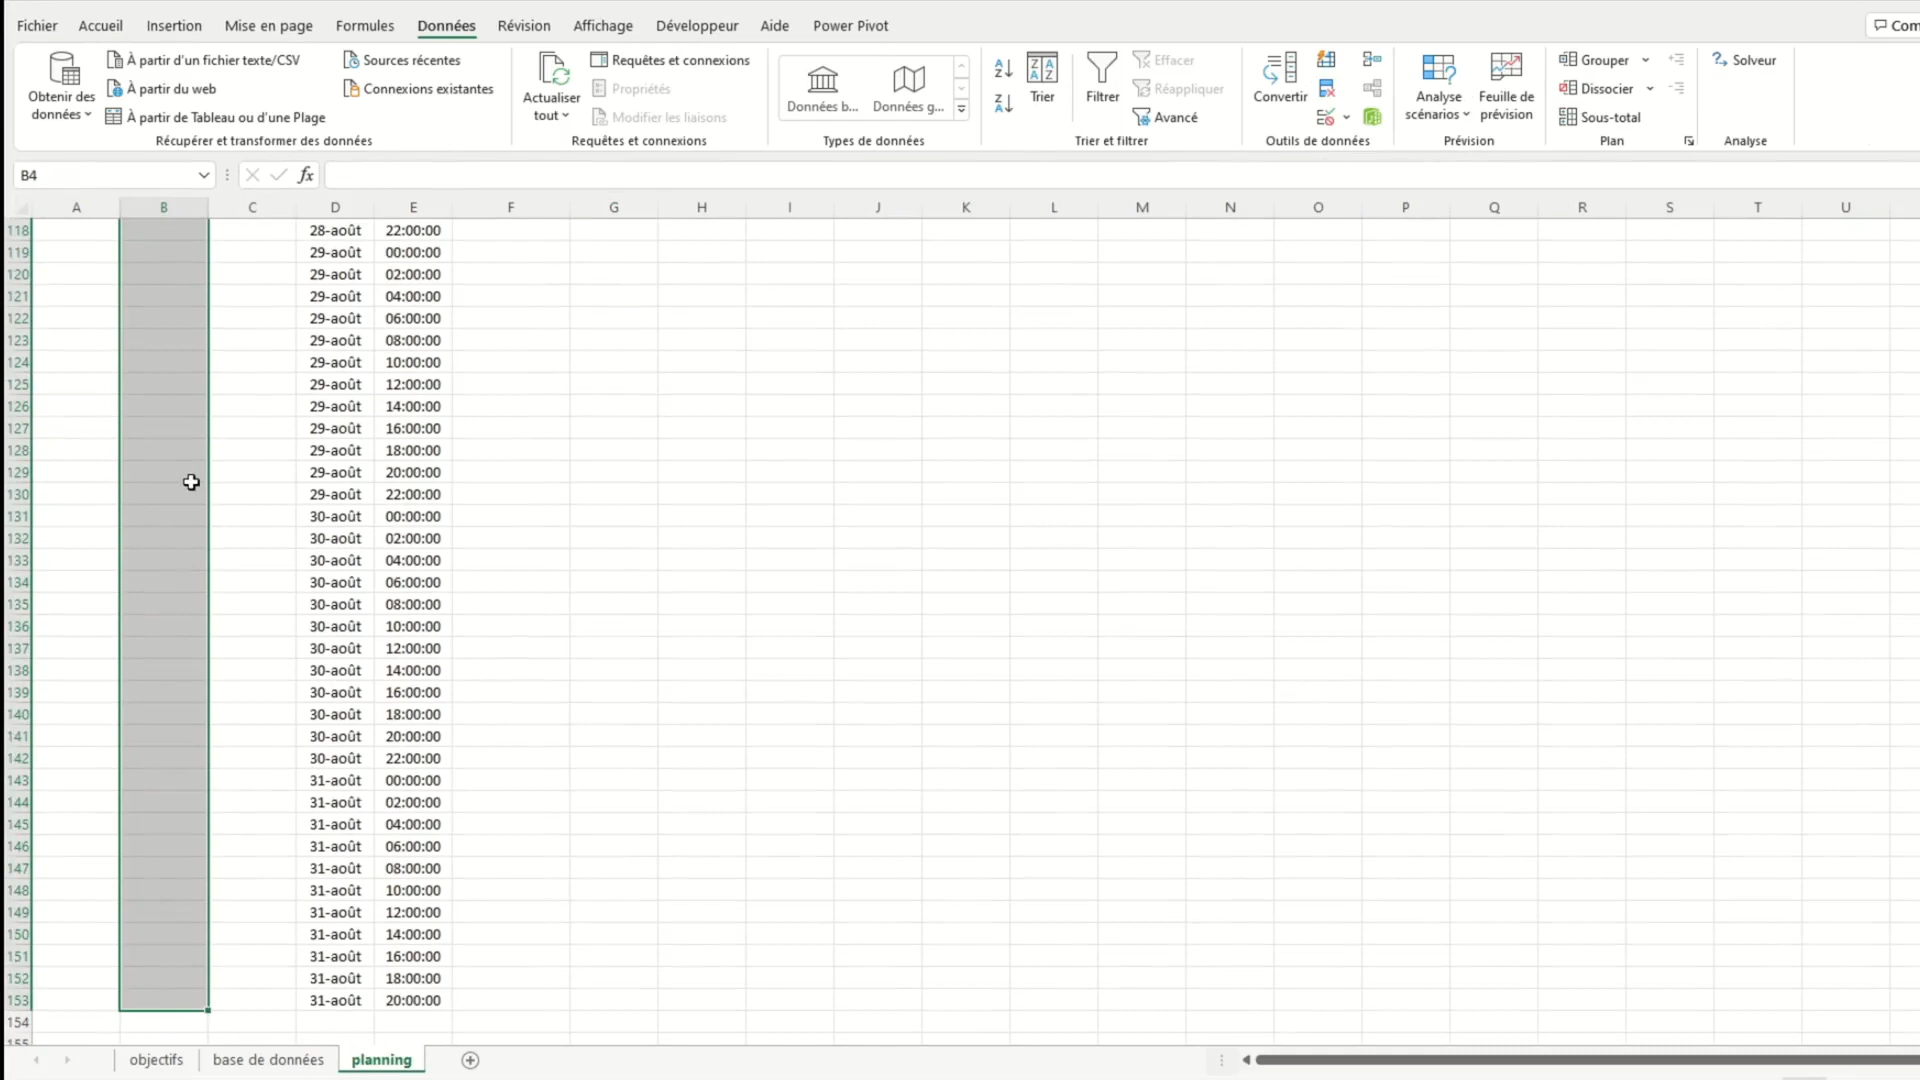 Fichier Accueil Insertion Mise en page Formules Données Révision Affichage Développeur Aide Power Pivot
Obtenir des données
À partir d'un fichier texte/CSV
À partir du web
À partir de Tableau ou d'une Plage
Sources récentes
Connexions existantes
Récupérer et transformer des données
Actualiser tout
Requêtes et connexions
Propriétés
Modifier les liaisons
Requêtes et connexions
Données b...
Données g...
Types de données
Trier
Filtrer
Effacer
Réappliquer
Avancé
Trier et filtrer
Convertir
Outils de données
Analyse scénarios
Feuille de prévision
Prévision
Grouper
Dissocier
Sous-total
Plan
Solveur
Analyse
Com
B4
fx
A B C D E F G H I J K L M N O P Q R S T U
118 28-août 22:00:00
119 29-août 00:00:00
120 29-août 02:00:00
121 29-août 04:00:00
122 29-août 06:00:00
123 29-août 08:00:00
124 29-août 10:00:00
125 29-août 12:00:00
126 29-août 14:00:00
127 29-août 16:00:00
128 29-août 18:00:00
129 29-août 20:00:00
130 29-août 22:00:00
131 30-août 00:00:00
132 30-août 02:00:00
133 30-août 04:00:00
134 30-août 06:00:00
135 30-août 08:00:00
136 30-août 10:00:00
137 30-août 12:00:00
138 30-août 14:00:00
139 30-août 16:00:00
140 30-août 18:00:00
141 30-août 20:00:00
142 30-août 22:00:00
143 31-août 00:00:00
144 31-août 02:00:00
145 31-août 04:00:00
146 31-août 06:00:00
147 31-août 08:00:00
148 31-août 10:00:00
149 31-août 12:00:00
150 31-août 14:00:00
151 31-août 16:00:00
152 31-août 18:00:00
153 31-août 20:00:00
154
155
objectifs base de données planning